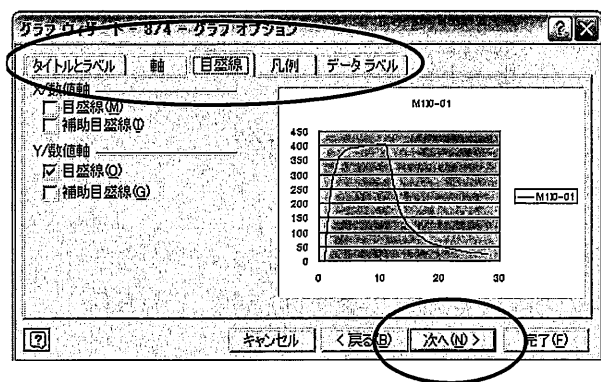 グラフ ウィザード - 3/4 - グラフ オプション
タイトルとラベル 軸 目盛線 凡例 データ ラベル
X/数値軸
目盛線(M)
補助目盛線(I)
Y/数値軸
目盛線(O)
補助目盛線(G)
M1X0-01
450
400
350
300
250
200
150
100
50
0
0 10 20 30
キャンセル < 戻る(B) 次へ(N) > 完了(F)